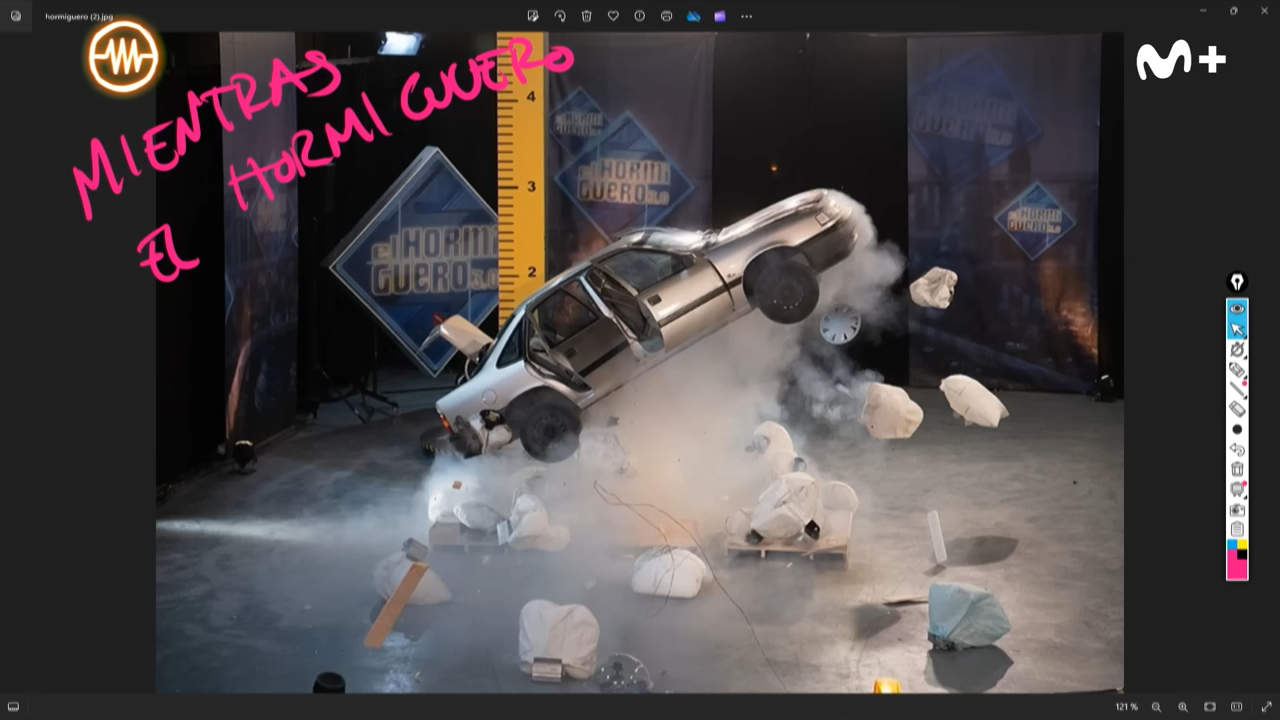 hormiguero (2).jpg
M+
MIENTRAS
EL HORMIGUERO
4
3
2
el HORMI
GUERO 3.0
el HORMI
GUERO 3.0
el HORMI
GUERO 3.0
121 %